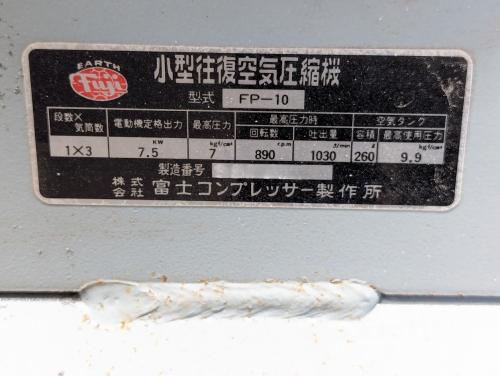 EARTH
Fuji
小型往復空気圧縮機
型式 FP-10
段数× 気筒数 電動機定格出力 最高圧力 最高圧力時 空気タンク
回転数 吐出量 容積 最高使用圧力
1×3 KW 7.5 kgf/cm² 7 r.p.m 890 ℓ/min 1030 ℓ 260 kgf/cm² 9.9
製造番号
株式会社 富士コンプレッサー製作所